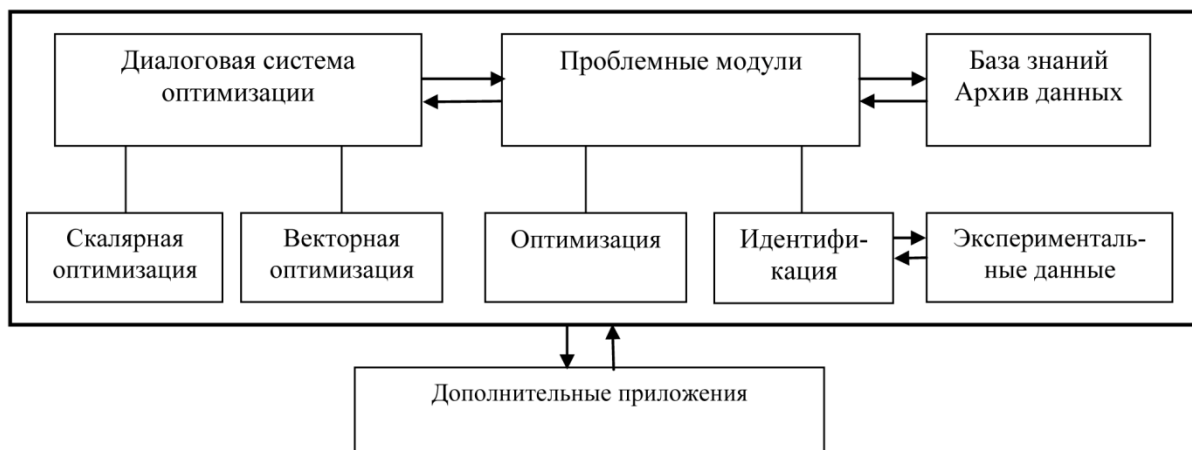 Диалоговая система
оптимизации
Проблемные модули
База знаний
Архив данных
Скалярная
оптимизация
Векторная
оптимизация
Оптимизация
Идентифи-
кация
Эксперименталь-
ные данные
Дополнительные приложения